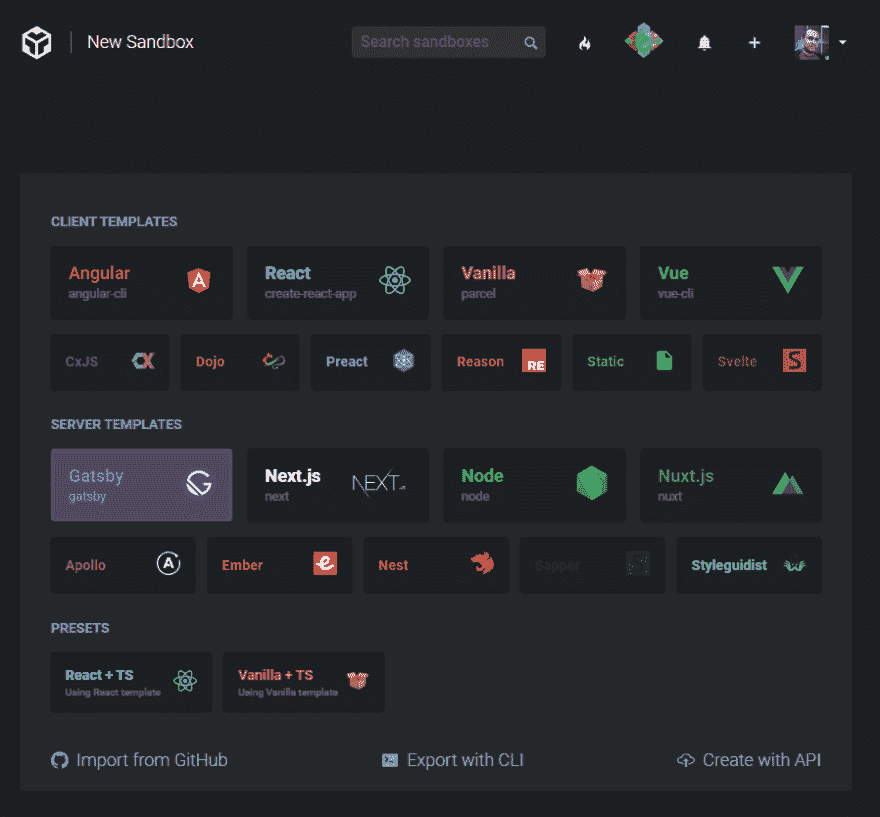 New Sandbox
Search sandboxes
CLIENT TEMPLATES
Angular
angular-cli
React
create-react-app
Vanilla
parcel
Vue
vue-cli
CxJS
Dojo
Preact
Reason
RE
Static
Svelte
SERVER TEMPLATES
Gatsby
gatsby
Next.js
next
NEXT.JS
Node
node
Nuxt.js
nuxt
Apollo
Ember
Nest
Sapper
Styleguidist
PRESETS
React + TS
Using React template
Vanilla + TS
Using Vanilla template
Import from GitHub
Export with CLI
Create with API